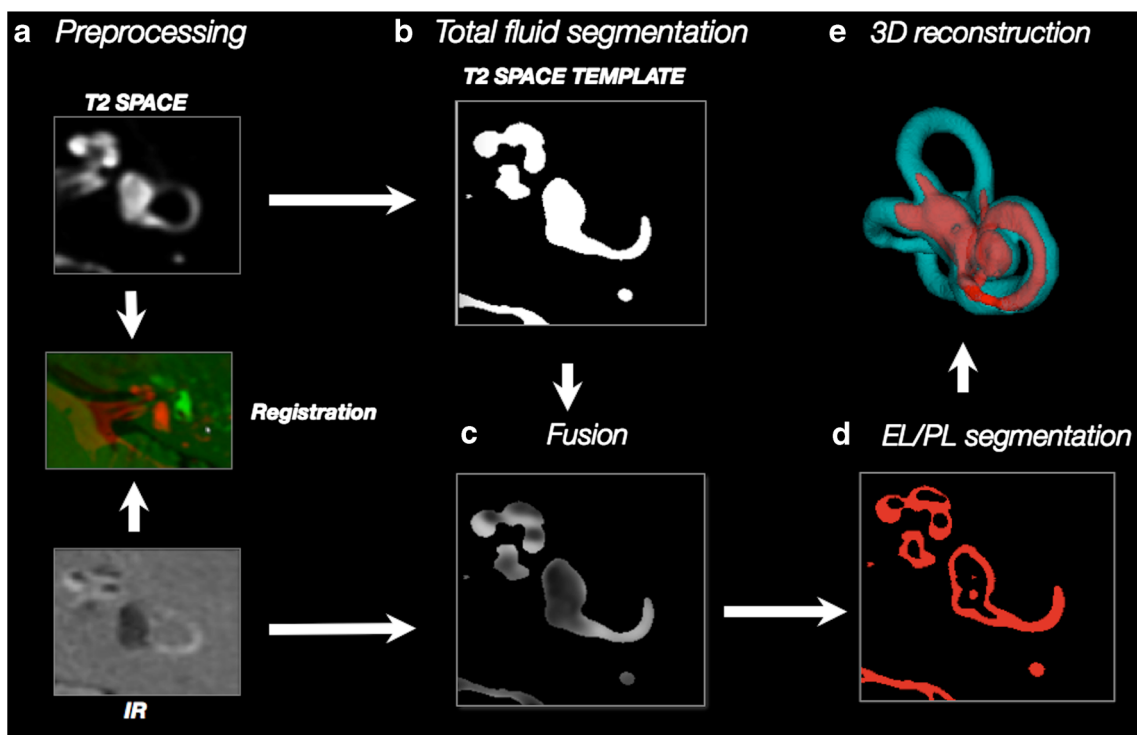 a Preprocessing
T2 SPACE
Registration
IR
b Total fluid segmentation
T2 SPACE TEMPLATE
c Fusion
d EL/PL segmentation
e 3D reconstruction